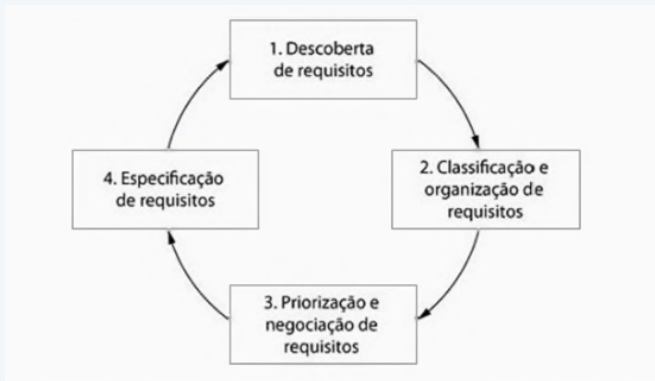 1. Descoberta
de requisitos
2. Classificação e
organização de
requisitos
3. Priorização e
negociação de
requisitos
4. Especificação
de requisitos